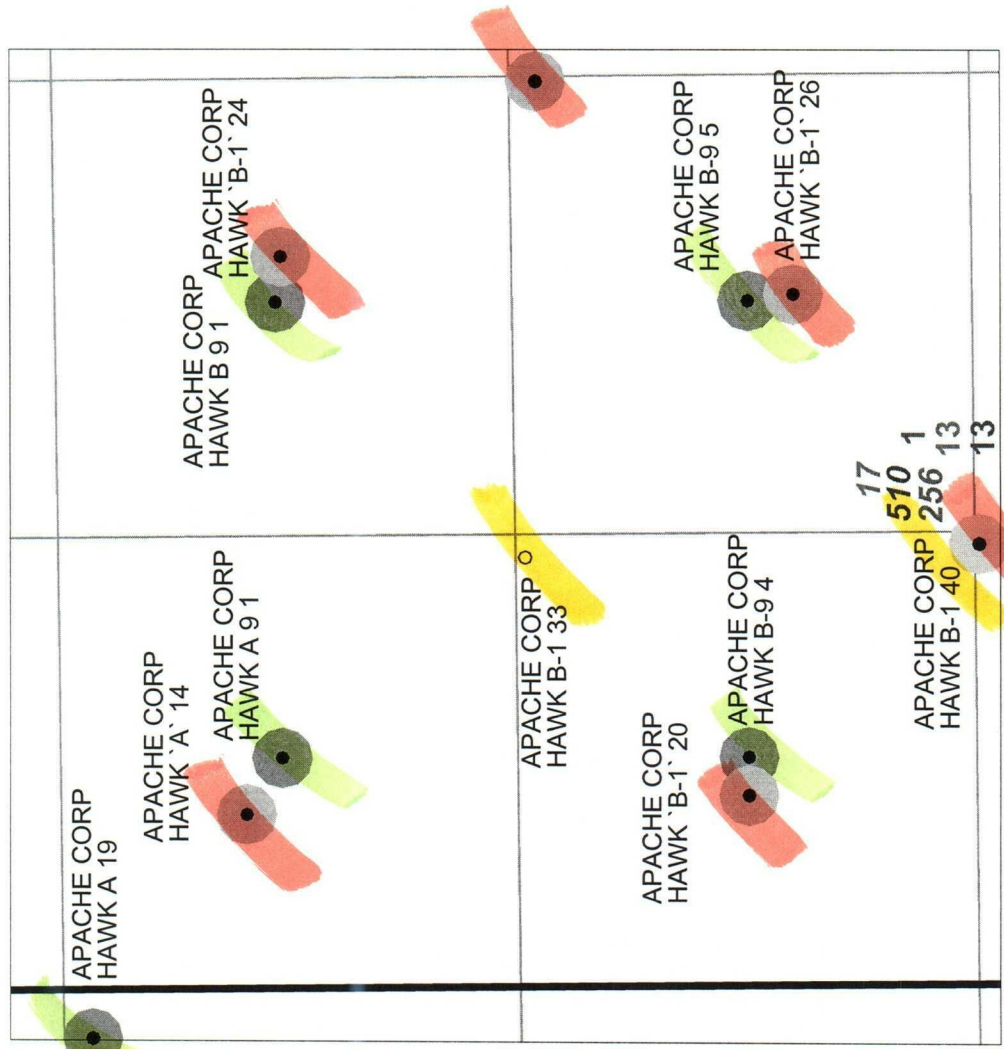 APACHE CORP
HAWK A 19
APACHE CORP
HAWK `A` 14
APACHE CORP
HAWK A 9 1
APACHE CORP
HAWK B 9 1
APACHE CORP
HAWK `B-1` 24
APACHE CORP
HAWK B-1 33
APACHE CORP
HAWK `B-1` 20
APACHE CORP
HAWK B-9 4
APACHE CORP
HAWK B-9 5
APACHE CORP
HAWK `B-1` 26
APACHE CORP
HAWK B-1 40
17
510 1
256 13
13